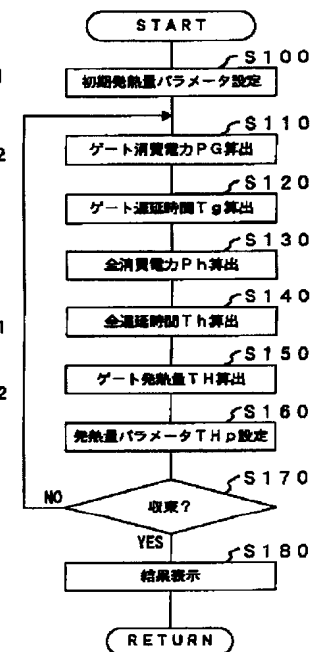 START
S100
初期発熱量パラメータ設定
S110
ゲート消費電力PG算出
S120
ゲート遅延時間Tg算出
S130
全消費電力Ph算出
S140
全遅延時間Th算出
S150
ゲート発熱量TH算出
S160
発熱量パラメータTHp設定
S170
NO
収束?
YES
S180
結果表示
RETURN
1
2
1
2